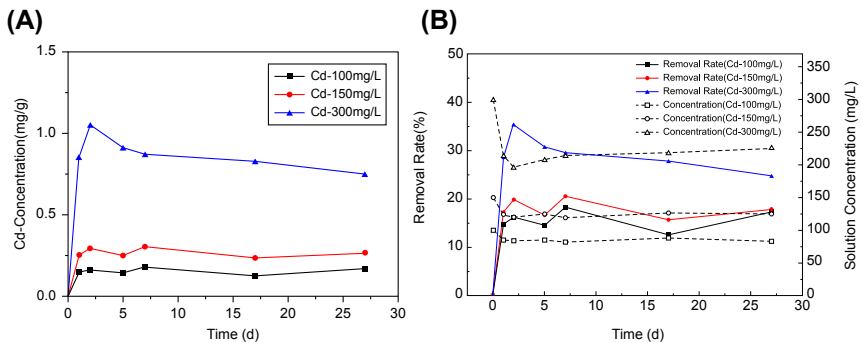 (A)
Cd-Concentration(mg/g)
1.5
1.0
0.5
0.0
0 5 10 15 20 25 30
Time (d)
Cd-100mg/L
Cd-150mg/L
Cd-300mg/L
(B)
Removal Rate(%)
50
40
30
20
10
0
0 5 10 15 20 25 30
Time (d)
Removal Rate(Cd-100mg/L)
Removal Rate(Cd-150mg/L)
Removal Rate(Cd-300mg/L)
Concentration(Cd-100mg/L)
Concentration(Cd-150mg/L)
Concentration(Cd-300mg/L)
350
300
250
200
150
100
50
0
Solution Concentration (mg/L)